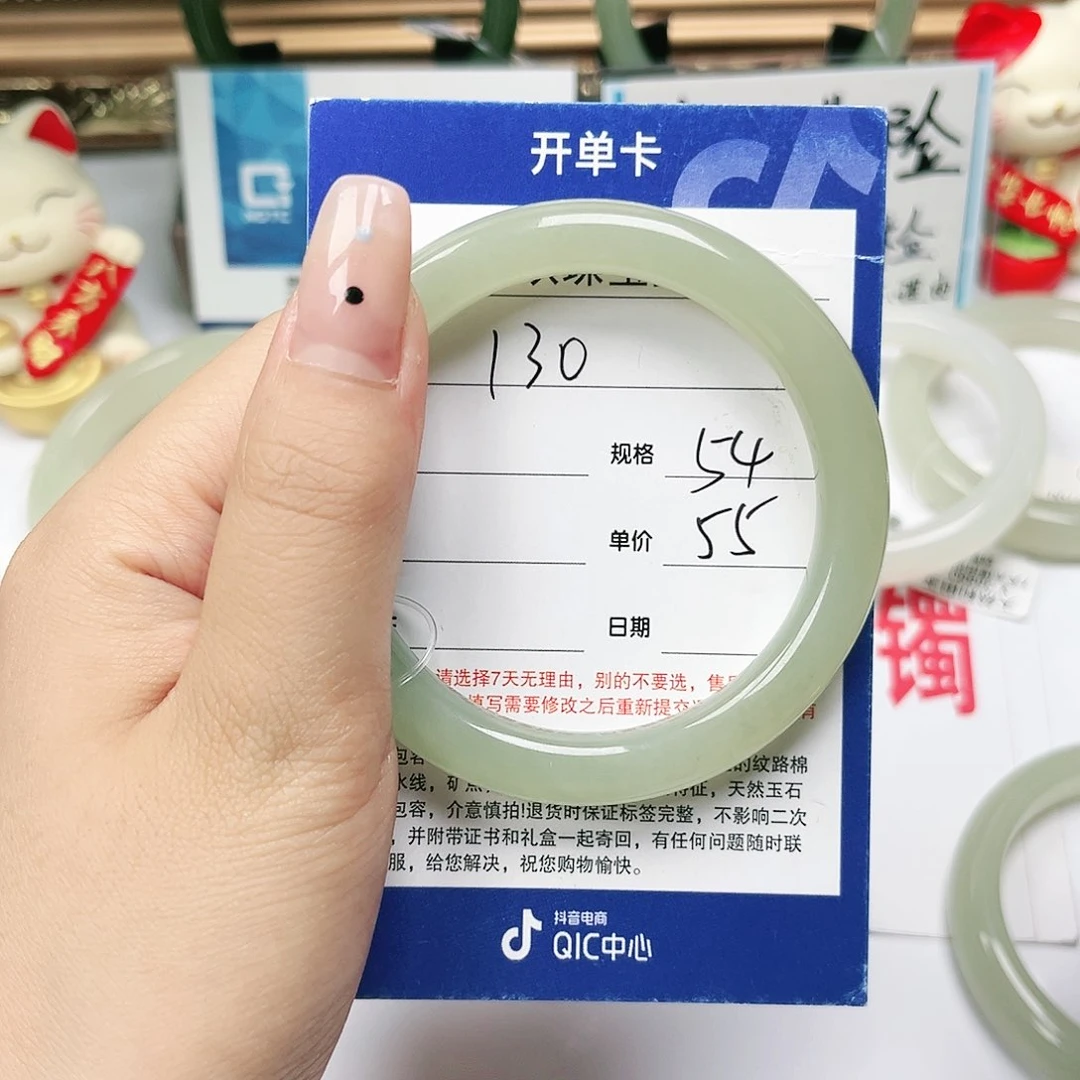 开单卡
130
规格 54
单价 55
日期
请选择7天无理由，别的不要选，售
填写需要修改之后重新提交
的纹路棉
水线，矿 特征，天然玉石
包容，介意慎拍!退货时保证标签完整，不影响二次
，并附带证书和礼盒一起寄回，有任何问题随时联
服，给您解决，祝您购物愉快。
抖音电商
QIC中心
镯